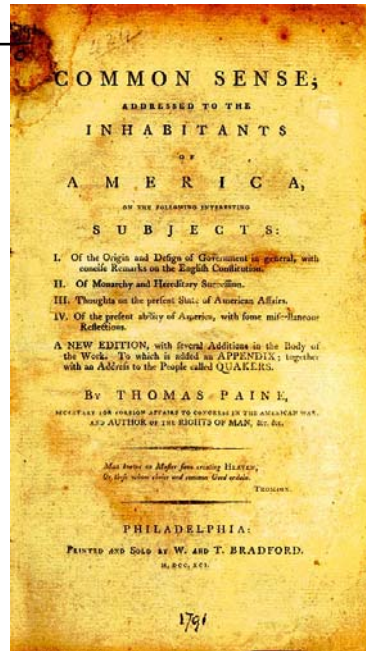 424
COMMON SENSE;
ADDRESSED TO THE
INHABITANTS
OF
AMERICA,
ON THE FOLLOWING INTERESTING
SUBJECTS:
I. Of the Origin and Deſign of Government in general, with
conciſe Remarks on the Engliſh Conſtitution.
II. Of Monarchy and Hereditary Succeſſion.
III. Thoughts on the preſent State of American Affairs.
IV. Of the preſent ability of America, with ſome miſcellaneous
Reflections.
A NEW EDITION, with ſeveral Additions in the Body of
the Work. To which is added an APPENDIX; together
with an Addreſs to the People called QUAKERS.
BY THOMAS PAINE,
SECRETARY FOR FOREIGN AFFAIRS TO CONGRESS IN THE AMERICAN WAR,
AND AUTHOR OF THE RIGHTS OF MAN, &c. &c.
Man knows no Maſter ſave creating HEAVEN,
Or thoſe whom choice and common Good ordain.
THOMSON.
PHILADELPHIA:
PRINTED AND SOLD BY W. AND T. BRADFORD.
M,DCC,XCI.
1791